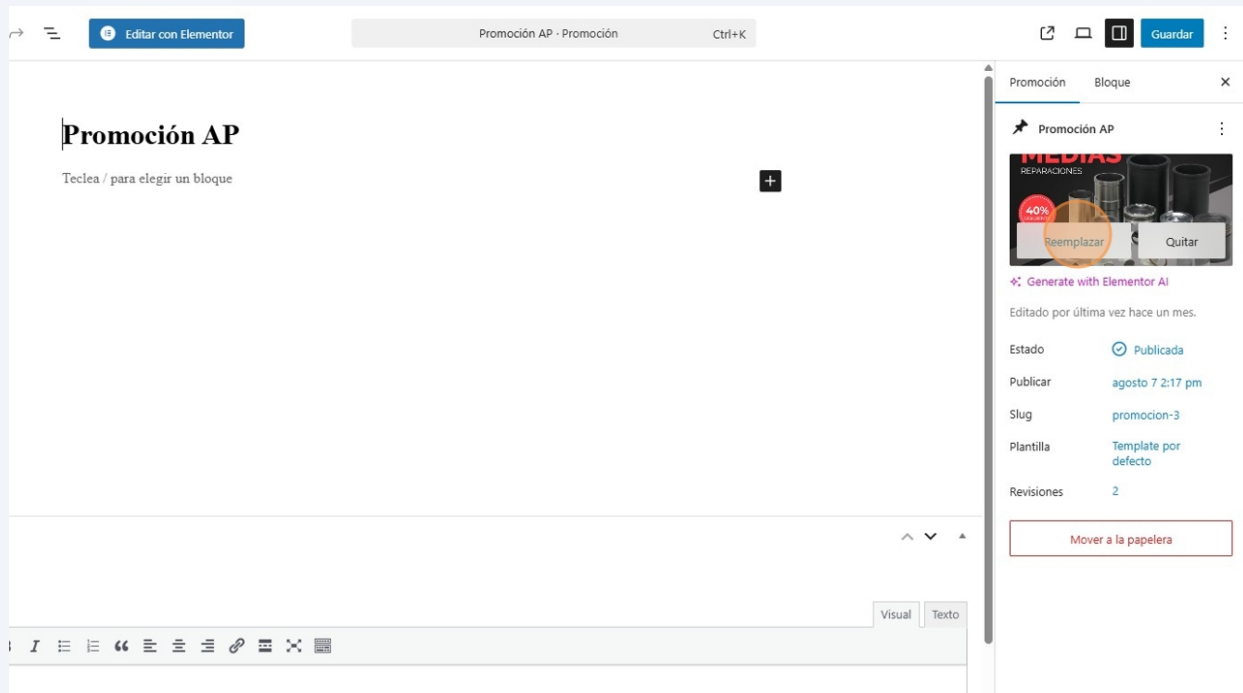 Editar con Elementor
Promoción AP · Promoción
Ctrl+K
Guardar
Promoción
Bloque
Promoción AP
Promoción AP
Teclea / para elegir un bloque
MEDIAS
REPARACIONES
40%
Reemplazar
Quitar
Generate with Elementor AI
Editado por última vez hace un mes.
Estado
Publicada
Publicar
agosto 7 2:17 pm
Slug
promocion-3
Plantilla
Template por
defecto
Revisiones
2
Mover a la papelera
Visual
Texto